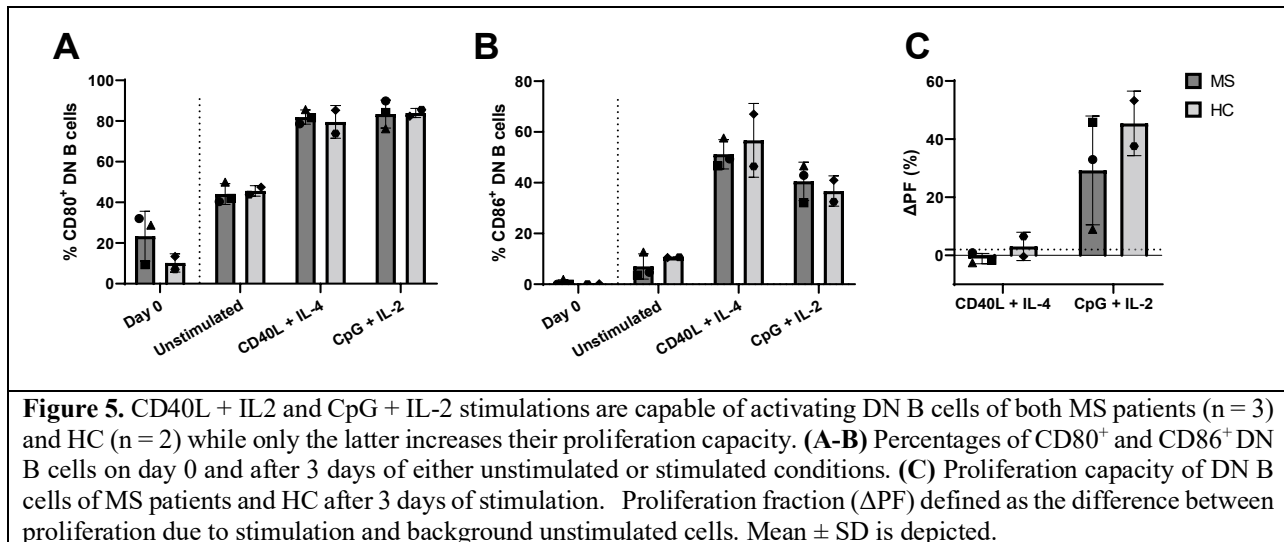 A
B
C
% CD80+ DN B cells
100
80
60
40
20
0
Day 0
Unstimulated
CD40L + IL-4
CpG + IL-2
% CD86+ DN B cells
80
60
40
20
0
Day 0
Unstimulated
CD40L + IL-4
CpG + IL-2
ΔPF (%)
60
40
20
0
CD40L + IL-4
CpG + IL-2
MS
HC
Figure 5. CD40L + IL2 and CpG + IL-2 stimulations are capable of activating DN B cells of both MS patients (n = 3)
and HC (n = 2) while only the latter increases their proliferation capacity. (A-B) Percentages of CD80+ and CD86+ DN
B cells on day 0 and after 3 days of either unstimulated or stimulated conditions. (C) Proliferation capacity of DN B
cells of MS patients and HC after 3 days of stimulation. Proliferation fraction (ΔPF) defined as the difference between
proliferation due to stimulation and background unstimulated cells. Mean ± SD is depicted.